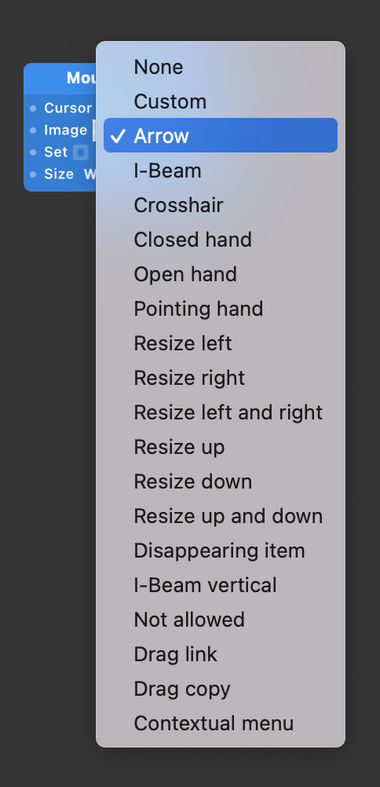 Mou
Cursor
Image
Set
Size W
None
Custom
✓ Arrow
I-Beam
Crosshair
Closed hand
Open hand
Pointing hand
Resize left
Resize right
Resize left and right
Resize up
Resize down
Resize up and down
Disappearing item
I-Beam vertical
Not allowed
Drag link
Drag copy
Contextual menu